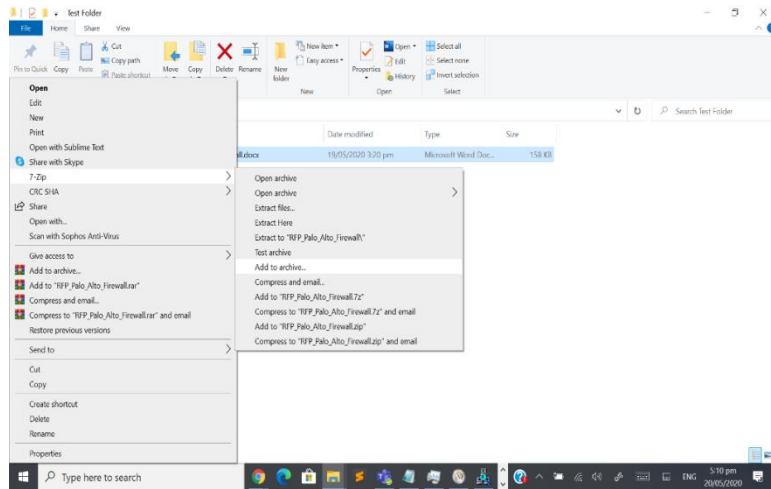 Test Folder
File Home Share View
Pin to Quick Copy Paste
Cut
Copy path
Paste shortcut
Move Copy Delete Rename
New folder
New item
Easy access
Properties
Open
Edit
History
Select all
Select none
Invert selection
New Open Select
Search Test Folder
Date modified Type Size
all.docx 19/05/2020 3:20 pm Microsoft Word Doc... 158 KB
Open
Edit
New
Print
Open with Sublime Text
Share with Skype
7-Zip
CRC SHA
Share
Open with...
Scan with Sophos Anti-Virus
Give access to
Add to archive...
Add to "RFP_Palo_Alto_Firewall.rar"
Compress and email...
Compress to "RFP_Palo_Alto_Firewall.rar" and email
Restore previous versions
Send to
Cut
Copy
Create shortcut
Delete
Rename
Properties
Open archive
Open archive
Extract files...
Extract Here
Extract to "RFP_Palo_Alto_Firewall\"
Test archive
Add to archive...
Compress and email...
Add to "RFP_Palo_Alto_Firewall.7z"
Compress to "RFP_Palo_Alto_Firewall.7z" and email
Add to "RFP_Palo_Alto_Firewall.zip"
Compress to "RFP_Palo_Alto_Firewall.zip" and email
Type here to search
ENG
5:10 pm
20/05/2020